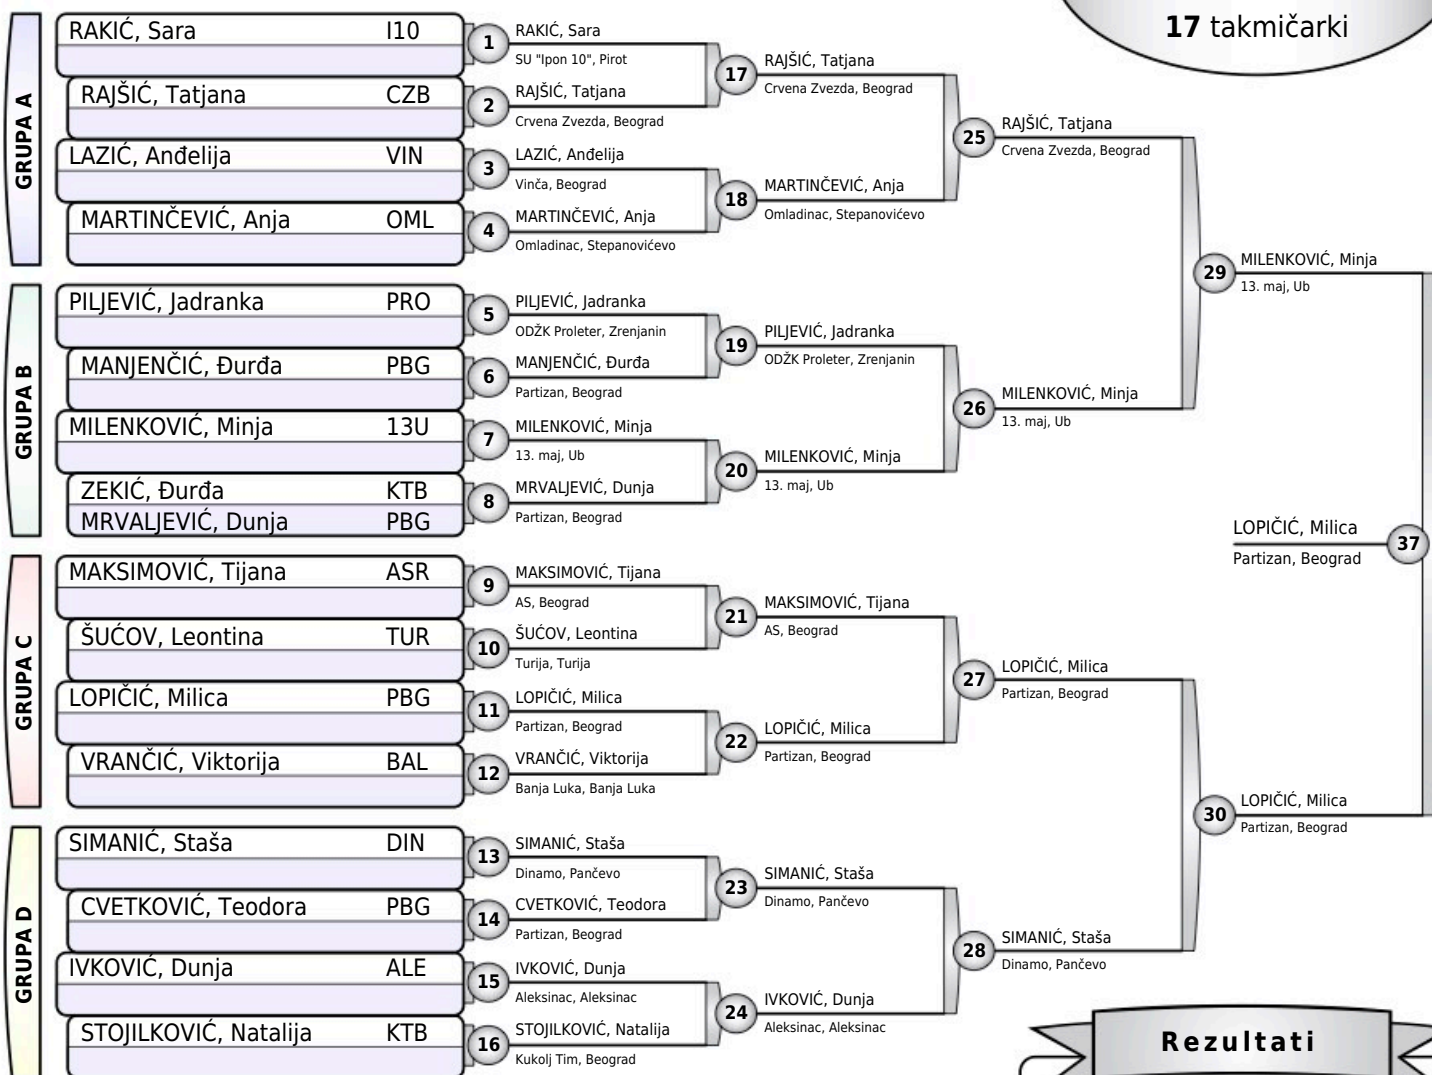 17 takmičarki
GRUPA A
RAKIĆ, Sara I10
RAJŠIĆ, Tatjana CZB
LAZIĆ, Anđelija VIN
MARTINČEVIĆ, Anja OML
GRUPA B
PILJEVIĆ, Jadranka PRO
MANJENČIĆ, Đurđa PBG
MILENKOVIĆ, Minja 13U
ZEKIĆ, Đurđa KTB
MRVALJEVIĆ, Dunja PBG
GRUPA C
MAKSIMOVIĆ, Tijana ASR
ŠUĆOV, Leontina TUR
LOPIČIĆ, Milica PBG
VRANČIĆ, Viktorija BAL
GRUPA D
SIMANIĆ, Staša DIN
CVETKOVIĆ, Teodora PBG
IVKOVIĆ, Dunja ALE
STOJILKOVIĆ, Natalija KTB
1 RAKIĆ, Sara
SU "Ipon 10", Pirot
2 RAJŠIĆ, Tatjana
Crvena Zvezda, Beograd
3 LAZIĆ, Anđelija
Vinča, Beograd
4 MARTINČEVIĆ, Anja
Omladinac, Stepanovićevo
5 PILJEVIĆ, Jadranka
ODŽK Proleter, Zrenjanin
6 MANJENČIĆ, Đurđa
Partizan, Beograd
7 MILENKOVIĆ, Minja
13. maj, Ub
8 MRVALJEVIĆ, Dunja
Partizan, Beograd
9 MAKSIMOVIĆ, Tijana
AS, Beograd
10 ŠUĆOV, Leontina
Turija, Turija
11 LOPIČIĆ, Milica
Partizan, Beograd
12 VRANČIĆ, Viktorija
Banja Luka, Banja Luka
13 SIMANIĆ, Staša
Dinamo, Pančevo
14 CVETKOVIĆ, Teodora
Partizan, Beograd
15 IVKOVIĆ, Dunja
Aleksinac, Aleksinac
16 STOJILKOVIĆ, Natalija
Kukolj Tim, Beograd
17 RAJŠIĆ, Tatjana
Crvena Zvezda, Beograd
18 MARTINČEVIĆ, Anja
Omladinac, Stepanovićevo
19 PILJEVIĆ, Jadranka
ODŽK Proleter, Zrenjanin
20 MILENKOVIĆ, Minja
13. maj, Ub
21 MAKSIMOVIĆ, Tijana
AS, Beograd
22 LOPIČIĆ, Milica
Partizan, Beograd
23 SIMANIĆ, Staša
Dinamo, Pančevo
24 IVKOVIĆ, Dunja
Aleksinac, Aleksinac
25 RAJŠIĆ, Tatjana
Crvena Zvezda, Beograd
26 MILENKOVIĆ, Minja
13. maj, Ub
27 LOPIČIĆ, Milica
Partizan, Beograd
28 SIMANIĆ, Staša
Dinamo, Pančevo
29 MILENKOVIĆ, Minja
13. maj, Ub
30 LOPIČIĆ, Milica
Partizan, Beograd
LOPIČIĆ, Milica 37
Partizan, Beograd
Rezultati